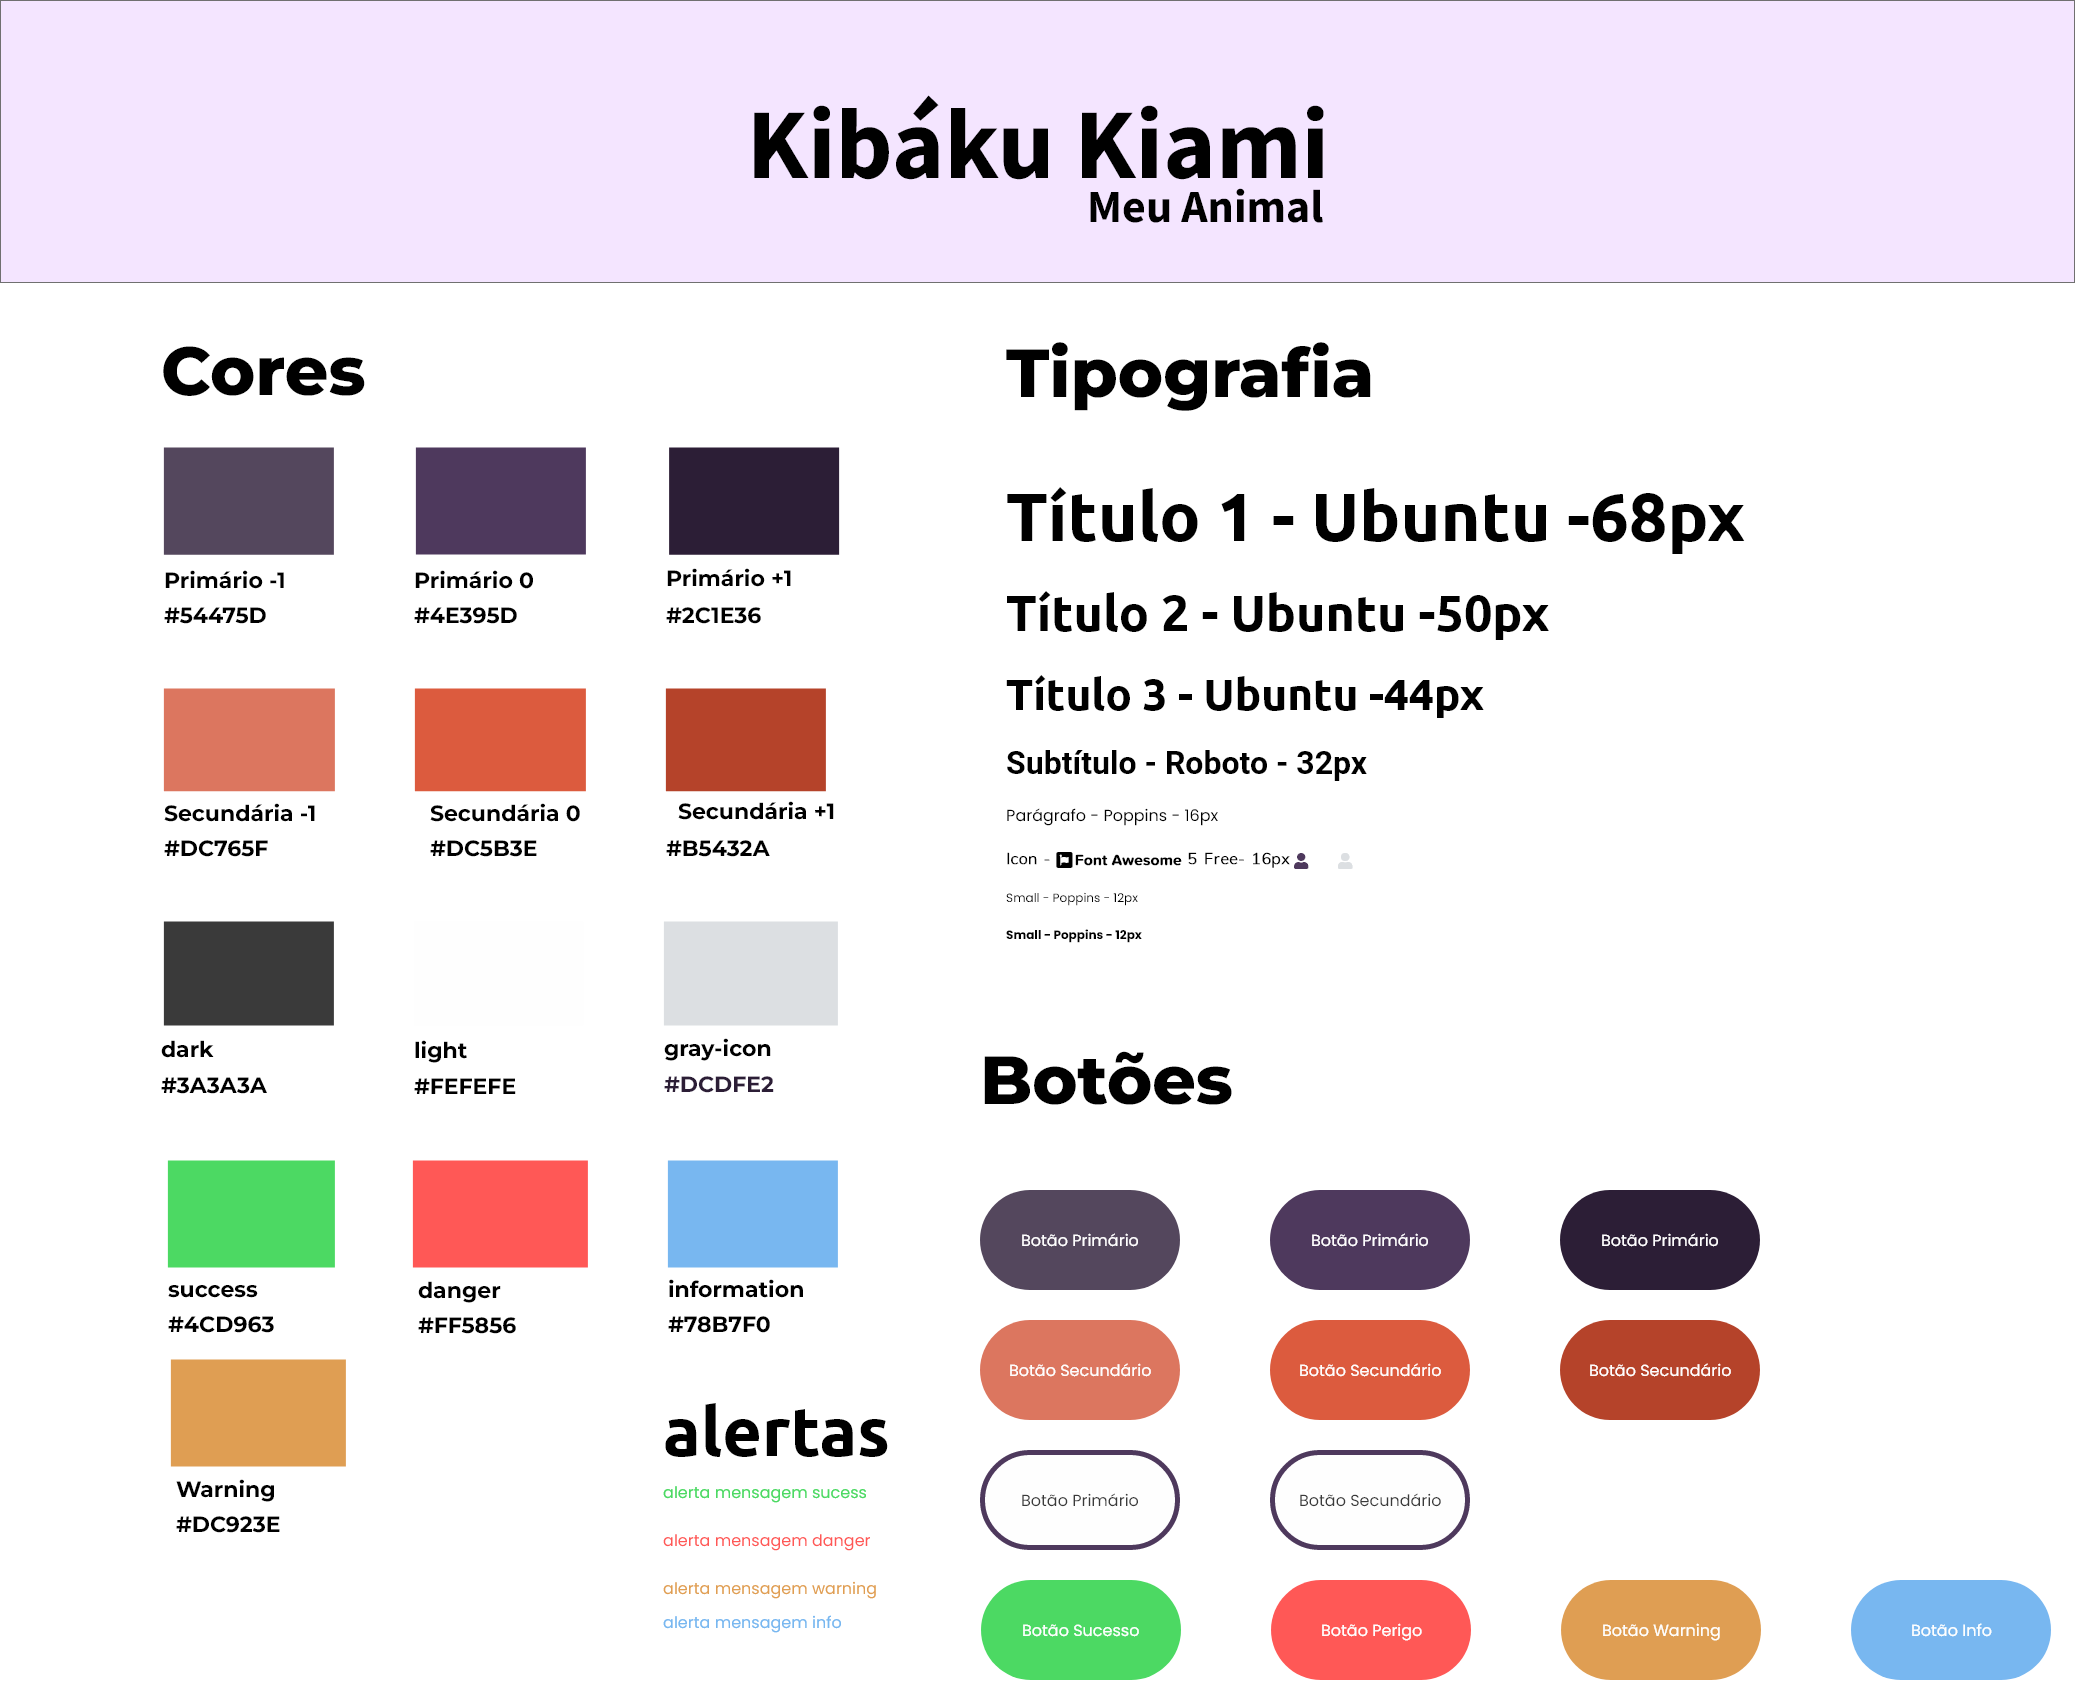 Kibáku Kiami
Meu Animal
Cores
Primário -1
#54475D
Primário 0
#4E395D
Primário +1
#2C1E36
Secundária -1
#DC765F
Secundária 0
#DC5B3E
Secundária +1
#B5432A
dark
#3A3A3A
light
#FEFEFE
gray-icon
#DCDFE2
success
#4CD963
danger
#FF5856
information
#78B7F0
Warning
#DC923E
alertas
alerta mensagem sucess
alerta mensagem danger
alerta mensagem warning
alerta mensagem info
Tipografia
Título 1 - Ubuntu -68px
Título 2 - Ubuntu -50px
Título 3 - Ubuntu -44px
Subtítulo - Roboto - 32px
Parágrafo - Poppins - 16px
Icon - Font Awesome 5 Free- 16px
Small - Poppins - 12px
Small - Poppins - 12px
Botões
Botão Primário
Botão Primário
Botão Primário
Botão Secundário
Botão Secundário
Botão Secundário
Botão Primário
Botão Secundário
Botão Sucesso
Botão Perigo
Botão Warning
Botão Info